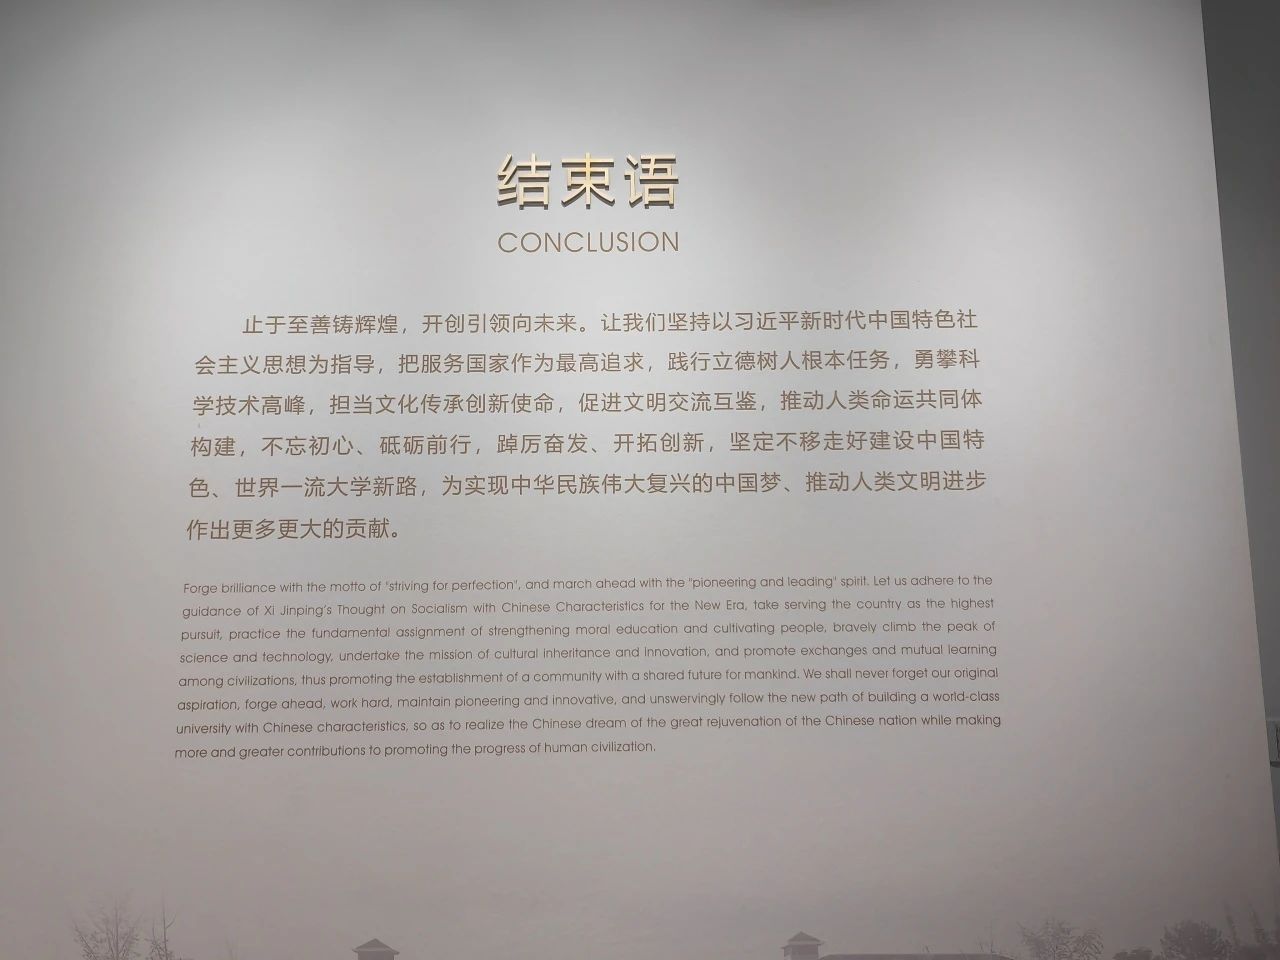 结束语
CONCLUSION
止于至善铸辉煌，开创引领向未来。让我们坚持以习近平新时代中国特色社
会主义思想为指导，把服务国家作为最高追求，践行立德树人根本任务，勇攀科
学技术高峰，担当文化传承创新使命，促进文明交流互鉴，推动人类命运共同体
构建，不忘初心、砥砺前行，踔厉奋发、开拓创新，坚定不移走好建设中国特
色、世界一流大学新路，为实现中华民族伟大复兴的中国梦、推动人类文明进步
作出更多更大的贡献。
Forge brilliance with the motto of "striving for perfection", and march ahead with the "pioneering and leading" spirit. Let us adhere to the
guidance of Xi Jinping's Thought on Socialism with Chinese Characteristics for the New Era, take serving the country as the highest
pursuit, practice the fundamental assignment of strengthening moral education and cultivating people, bravely climb the peak of
science and technology, undertake the mission of cultural inheritance and innovation, and promote exchanges and mutual learning
among civilizations, thus promoting the establishment of a community with a shared future for mankind. We shall never forget our original
aspiration, forge ahead, work hard, maintain pioneering and innovative, and unswervingly follow the new path of building a world-class
university with Chinese characteristics, so as to realize the Chinese dream of the great rejuvenation of the Chinese nation while making
more and greater contributions to promoting the progress of human civilization.